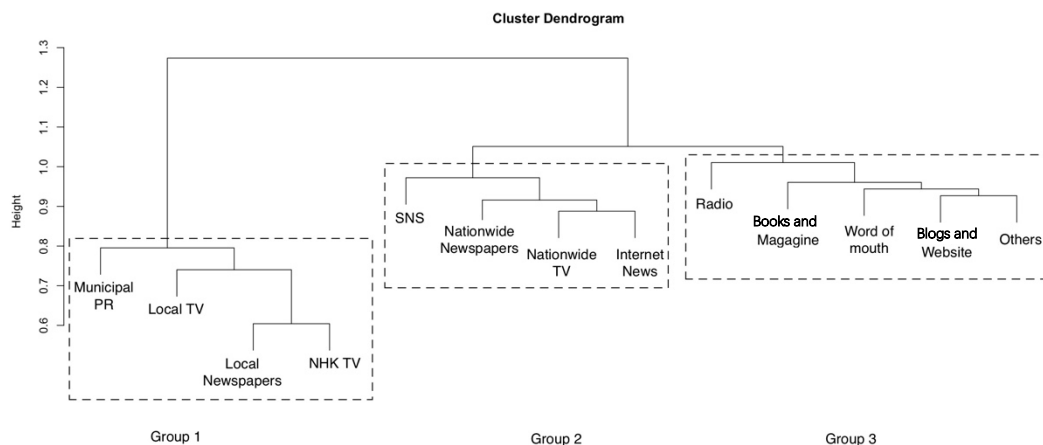 Cluster Dendrogram
Height
1.3
1.2
1.1
1.0
0.9
0.8
0.7
0.6
Municipal
PR
Local TV
Local
Newspapers
NHK TV
SNS
Nationwide
Newspapers
Nationwide
TV
Internet
News
Radio
Books and
Magagine
Word of
mouth
Blogs and
Website
Others
Group 1
Group 2
Group 3